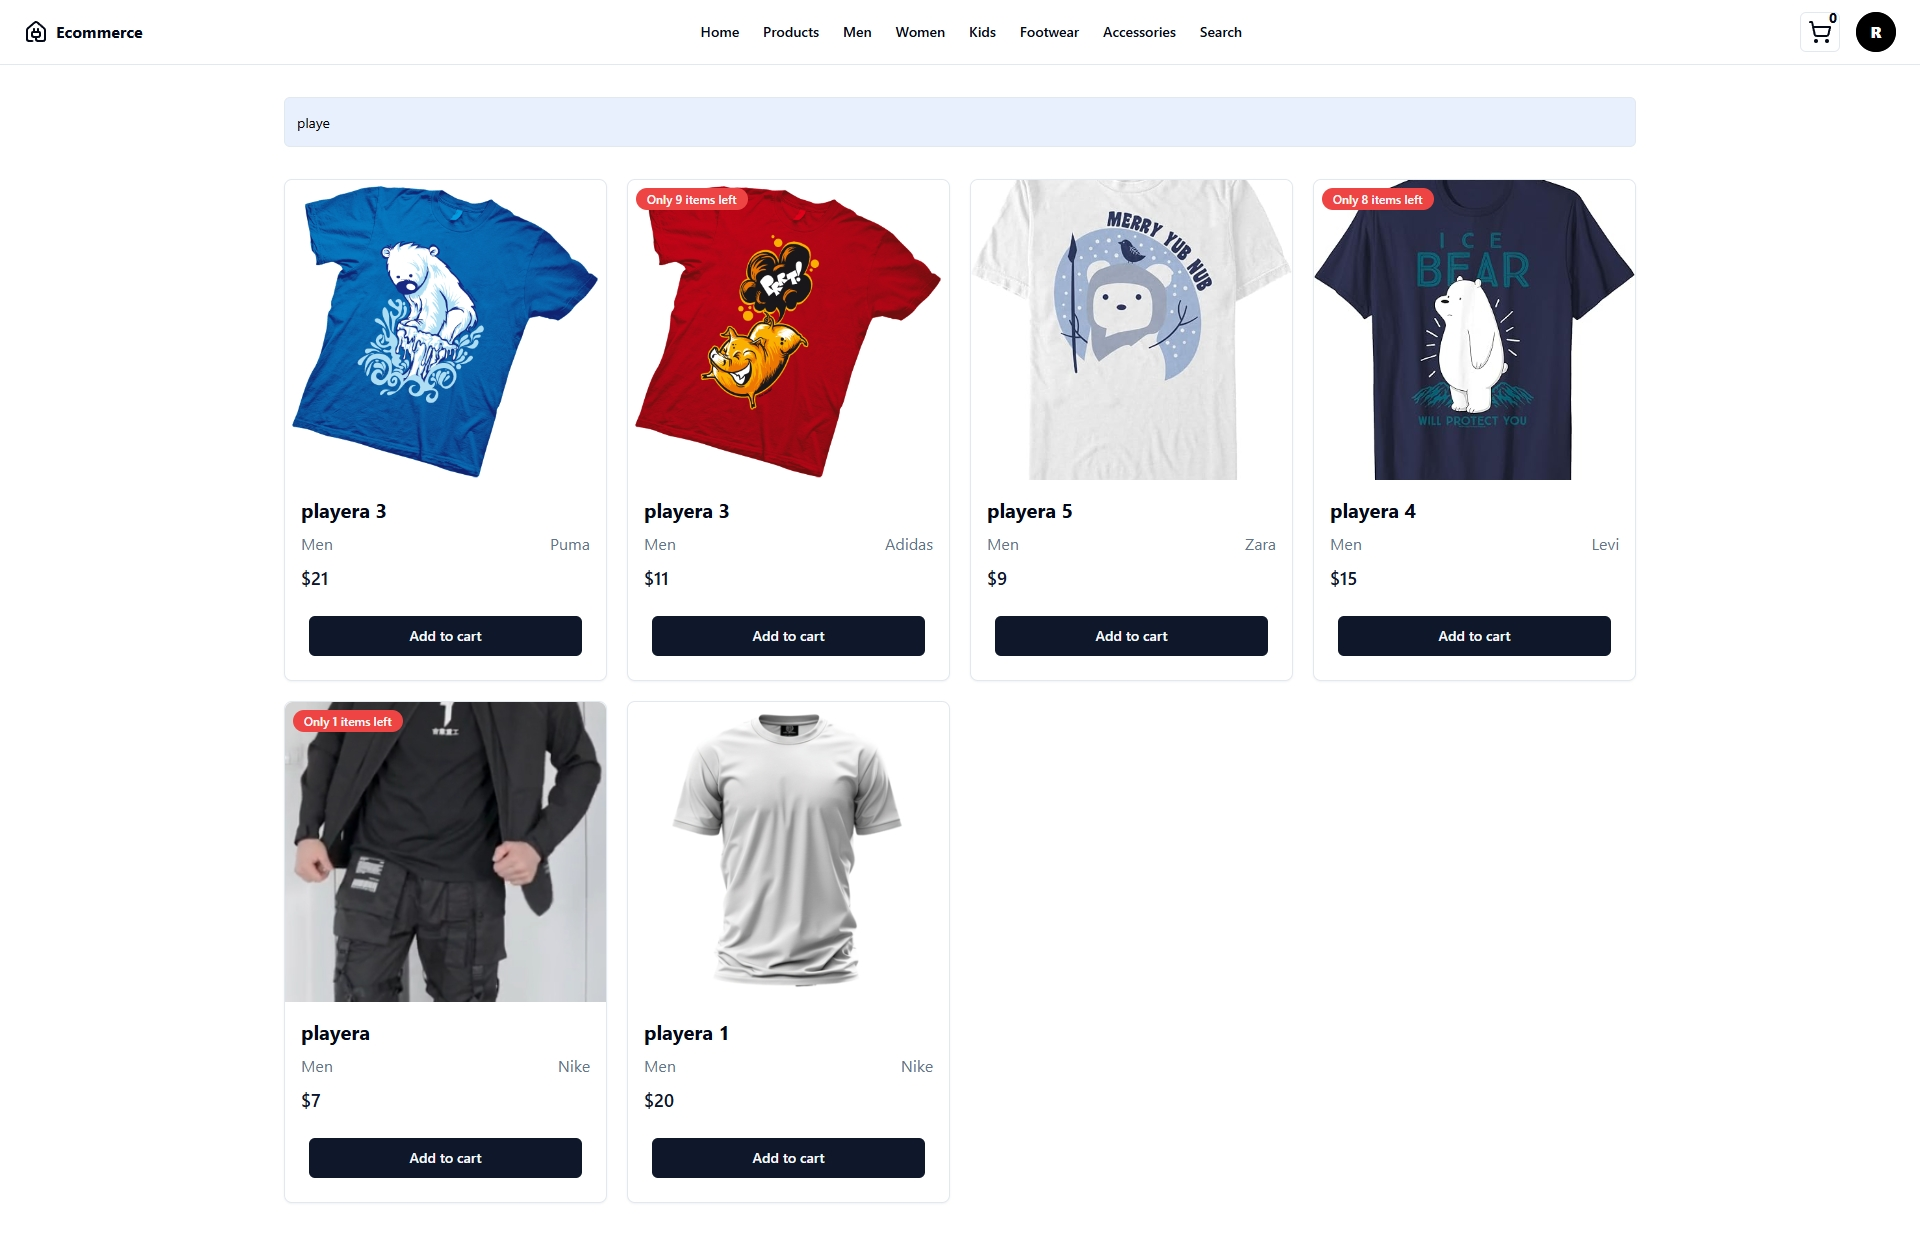 Ecommerce
Home Products Men Women Kids Footwear Accessories Search
0
R
playe
Only 9 items left
PFFT!
MERRY YUB NUB
Only 8 items left
ICE
BEAR
WILL PROTECT YOU
playera 3
Men Puma
$21
Add to cart
playera 3
Men Adidas
$11
Add to cart
playera 5
Men Zara
$9
Add to cart
playera 4
Men Levi
$15
Add to cart
Only 1 items left
playera
Men Nike
$7
Add to cart
playera 1
Men Nike
$20
Add to cart